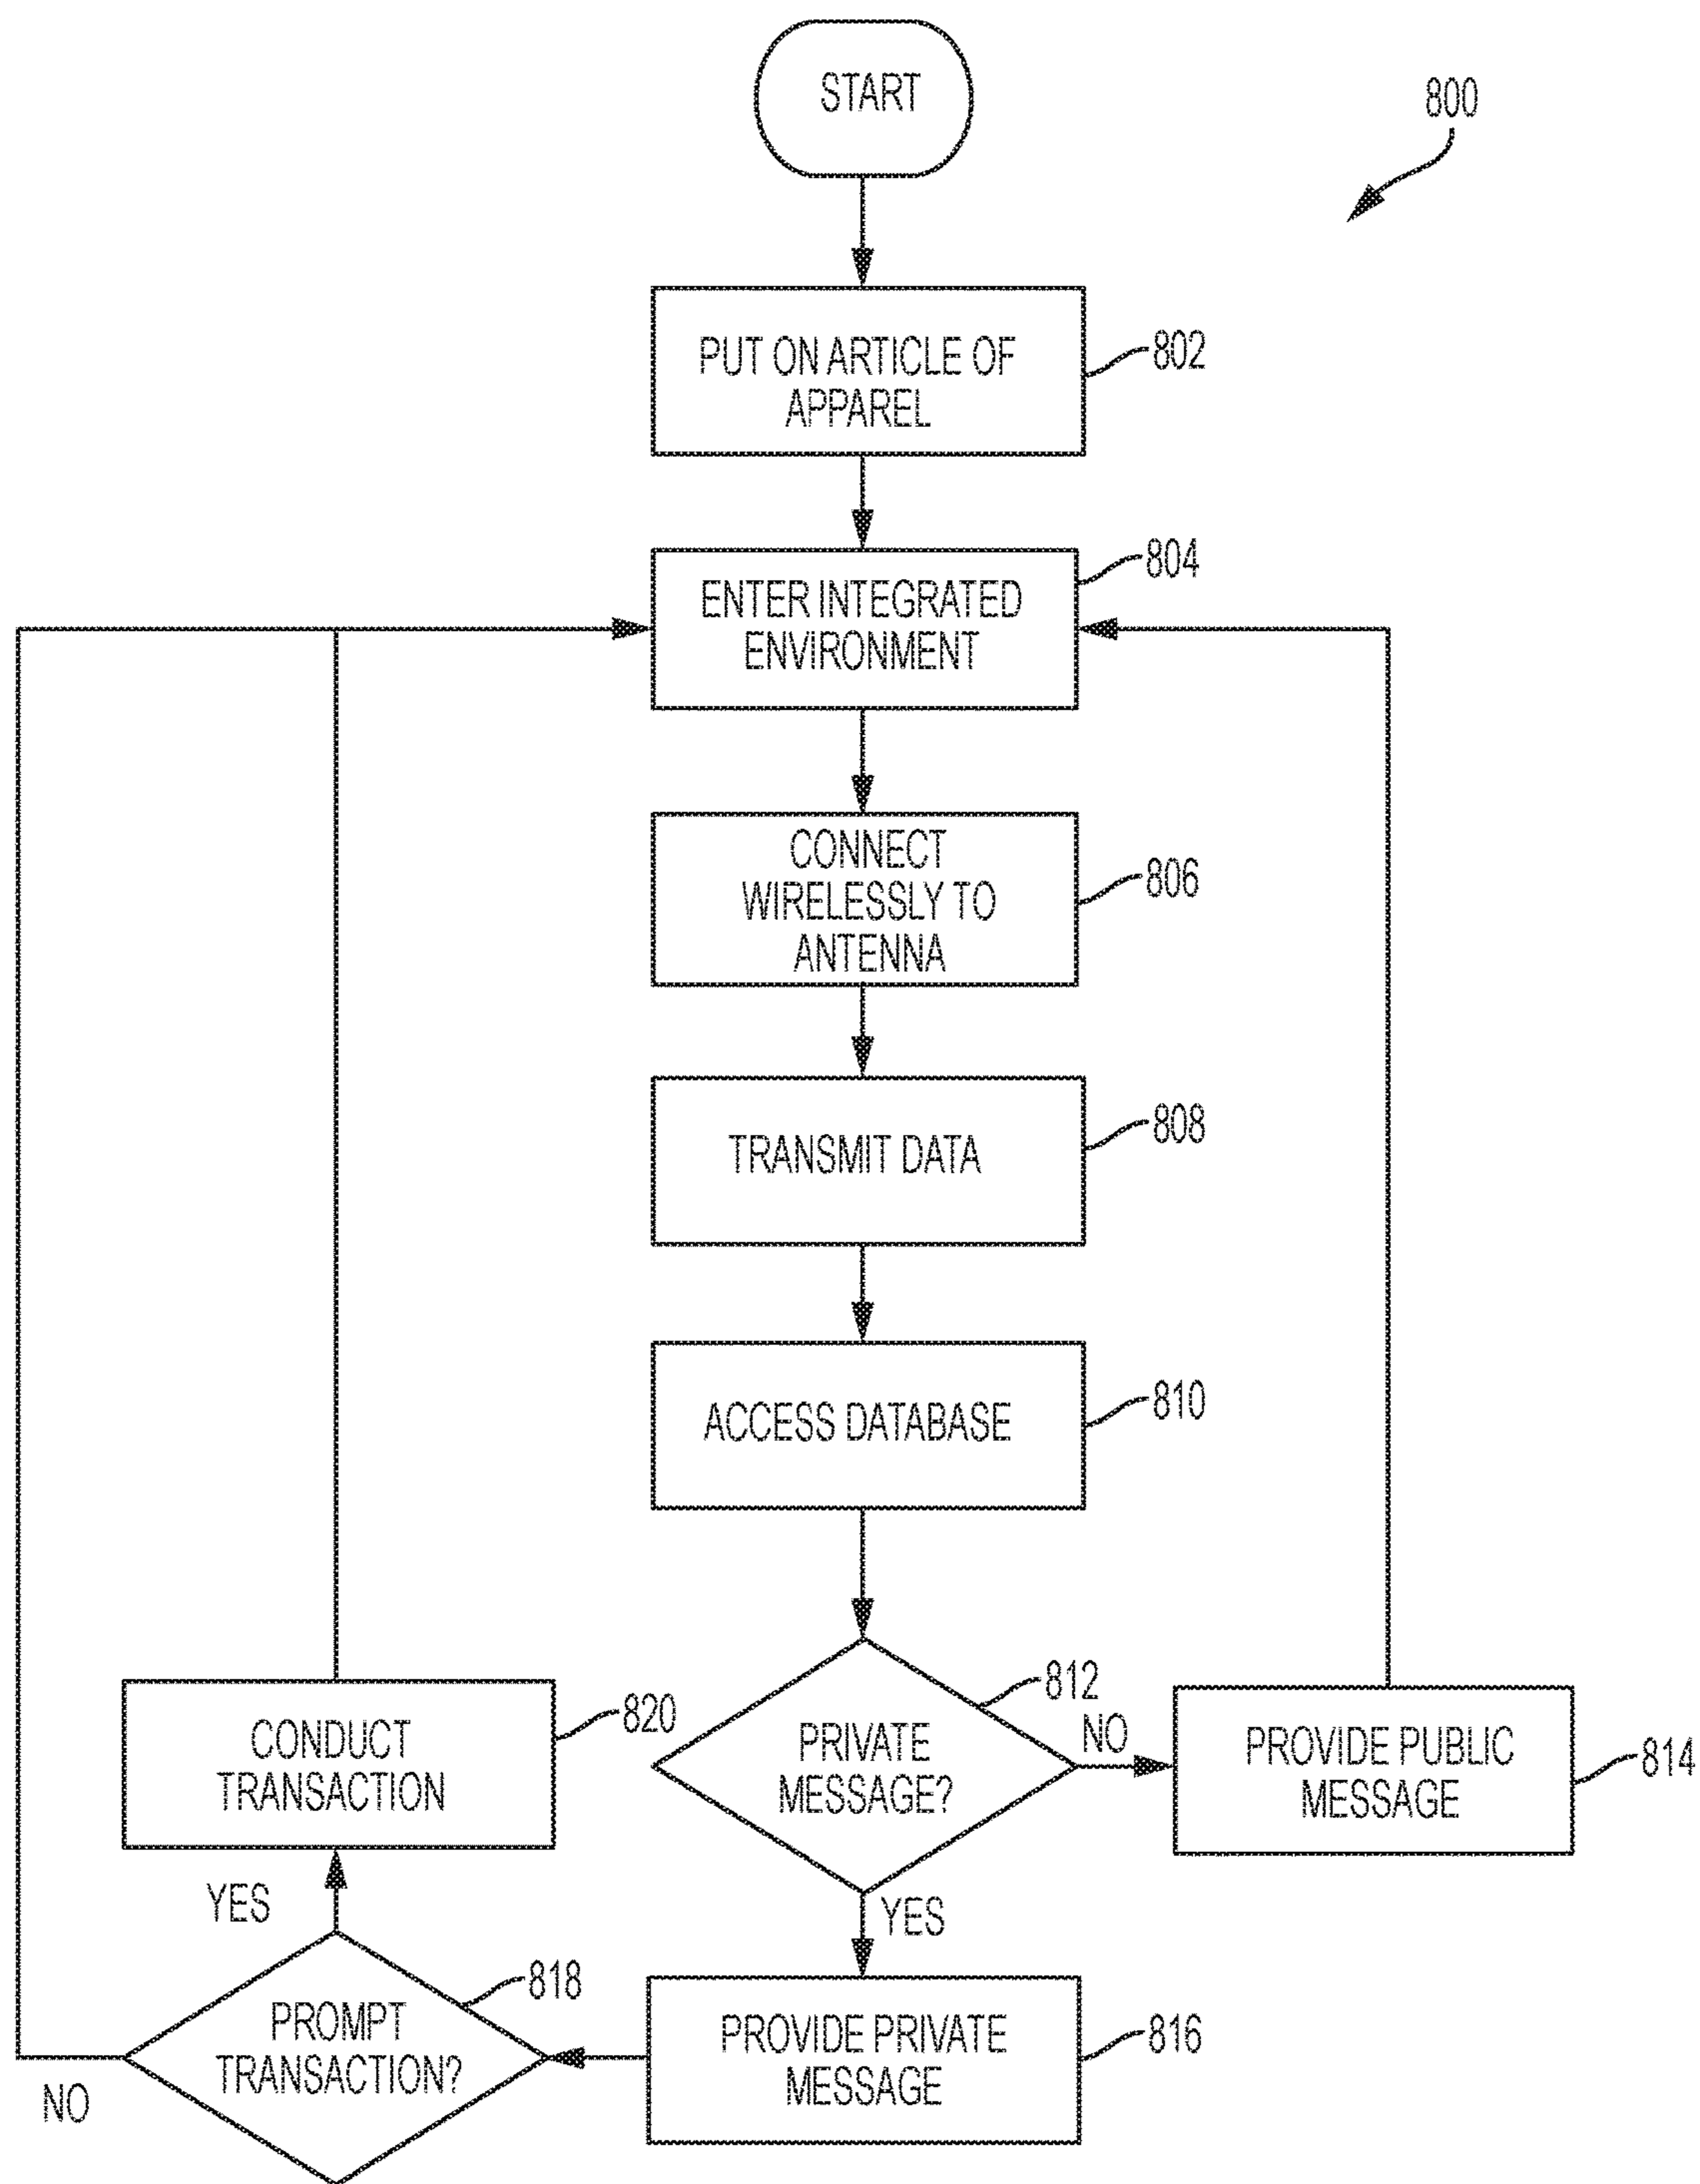 START
800
PUT ON ARTICLE OF
APPAREL
802
804
ENTER INTEGRATED
ENVIRONMENT
CONNECT
WIRELESSLY TO
ANTENNA
806
TRANSMIT DATA
808
ACCESS DATABASE
810
812
PRIVATE
MESSAGE?
NO
PROVIDE PUBLIC
MESSAGE
814
820
CONDUCT
TRANSACTION
YES
YES
818
PROMPT
TRANSACTION?
NO
PROVIDE PRIVATE
MESSAGE
816